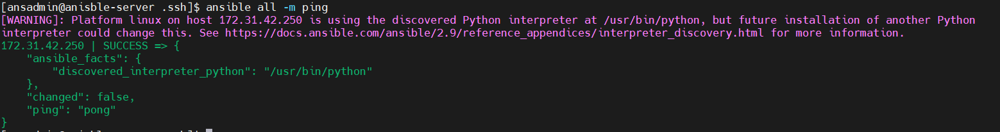 [ansadmin@anisble-server .ssh]$ ansible all -m ping
[WARNING]: Platform linux on host 172.31.42.250 is using the discovered Python interpreter at /usr/bin/python, but future installation of another Python
interpreter could change this. See https://docs.ansible.com/ansible/2.9/reference_appendices/interpreter_discovery.html for more information.
172.31.42.250 | SUCCESS => {
    "ansible_facts": {
        "discovered_interpreter_python": "/usr/bin/python"
    },
    "changed": false,
    "ping": "pong"
}